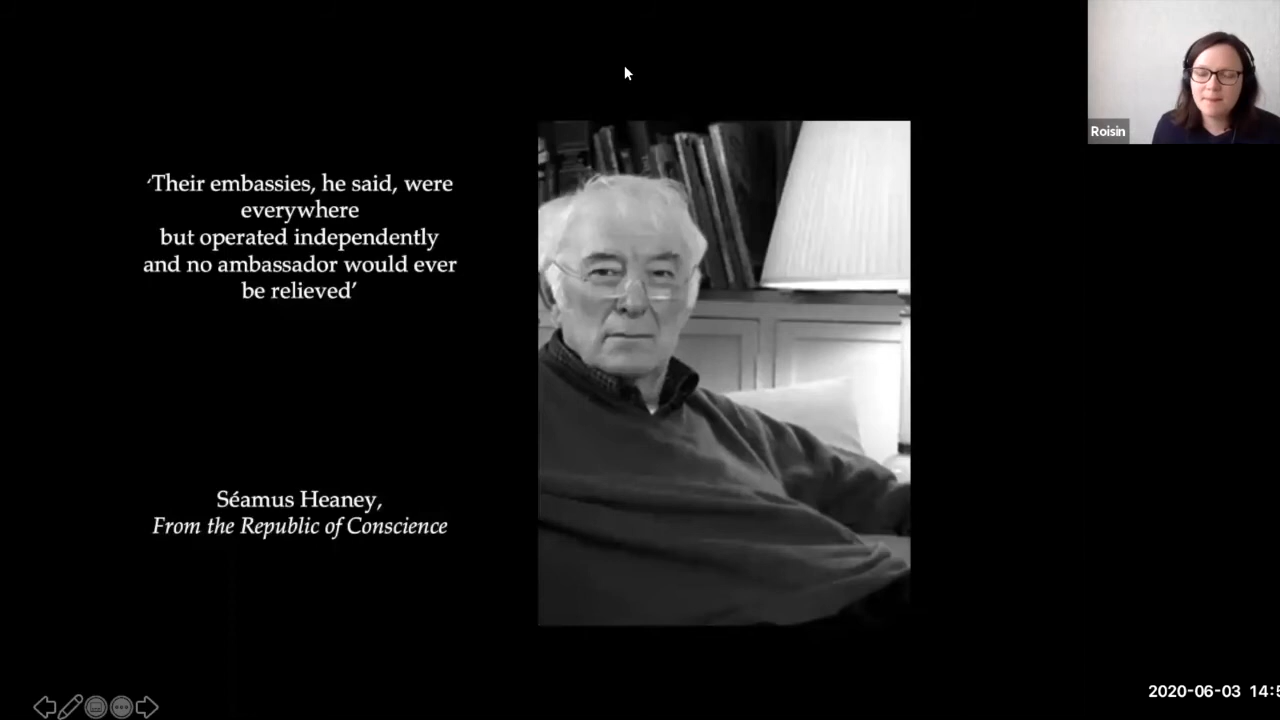 ‘Their embassies, he said, were
everywhere
but operated independently
and no ambassador would ever
be relieved’
Séamus Heaney,
From the Republic of Conscience
Roisin
2020-06-03 14:5